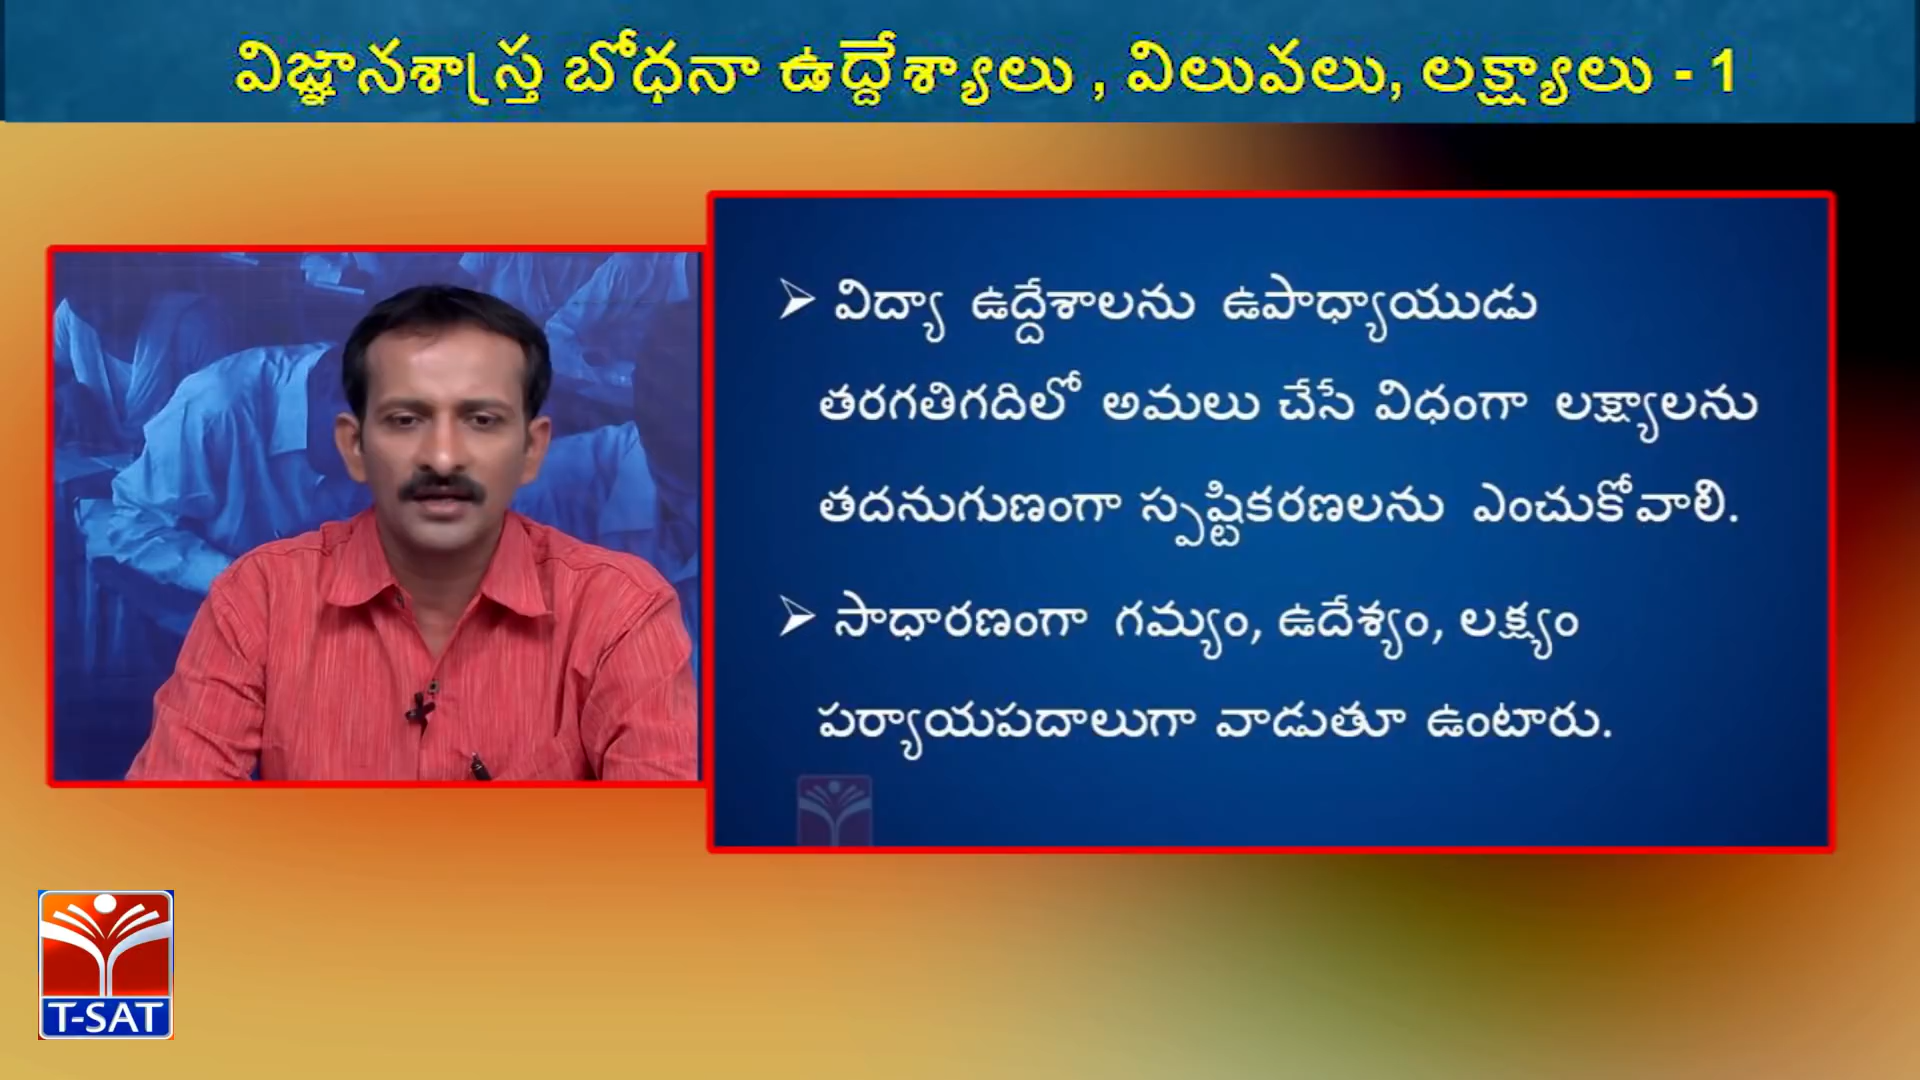 విజ్ఞానశాస్త్ర బోధనా ఉద్దేశ్యాలు , విలువలు, లక్ష్యాలు - 1
➢ విద్యా ఉద్దేశాలను ఉపాధ్యాయుడు
తరగతిగదిలో అమలు చేసే విధంగా లక్ష్యాలను
తదనుగుణంగా స్పష్టికరణలను ఎంచుకోవాలి.
➢ సాధారణంగా గమ్యం, ఉదేశ్యం, లక్ష్యం
పర్యాయపదాలుగా వాడుతూ ఉంటారు.
T-SAT